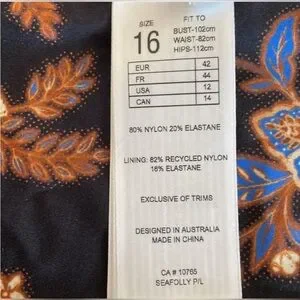 SIZE
16
FIT TO
BUST-102cm
WAIST-82cm
HIPS-112cm
EUR 42
FR 44
USA 12
CAN 14
80% NYLON 20% ELASTANE
LINING: 82% RECYCLED NYLON
18% ELASTANE
EXCLUSIVE OF TRIMS
DESIGNED IN AUSTRALIA
MADE IN CHINA
CA # 10765
SEAFOLLY P/L